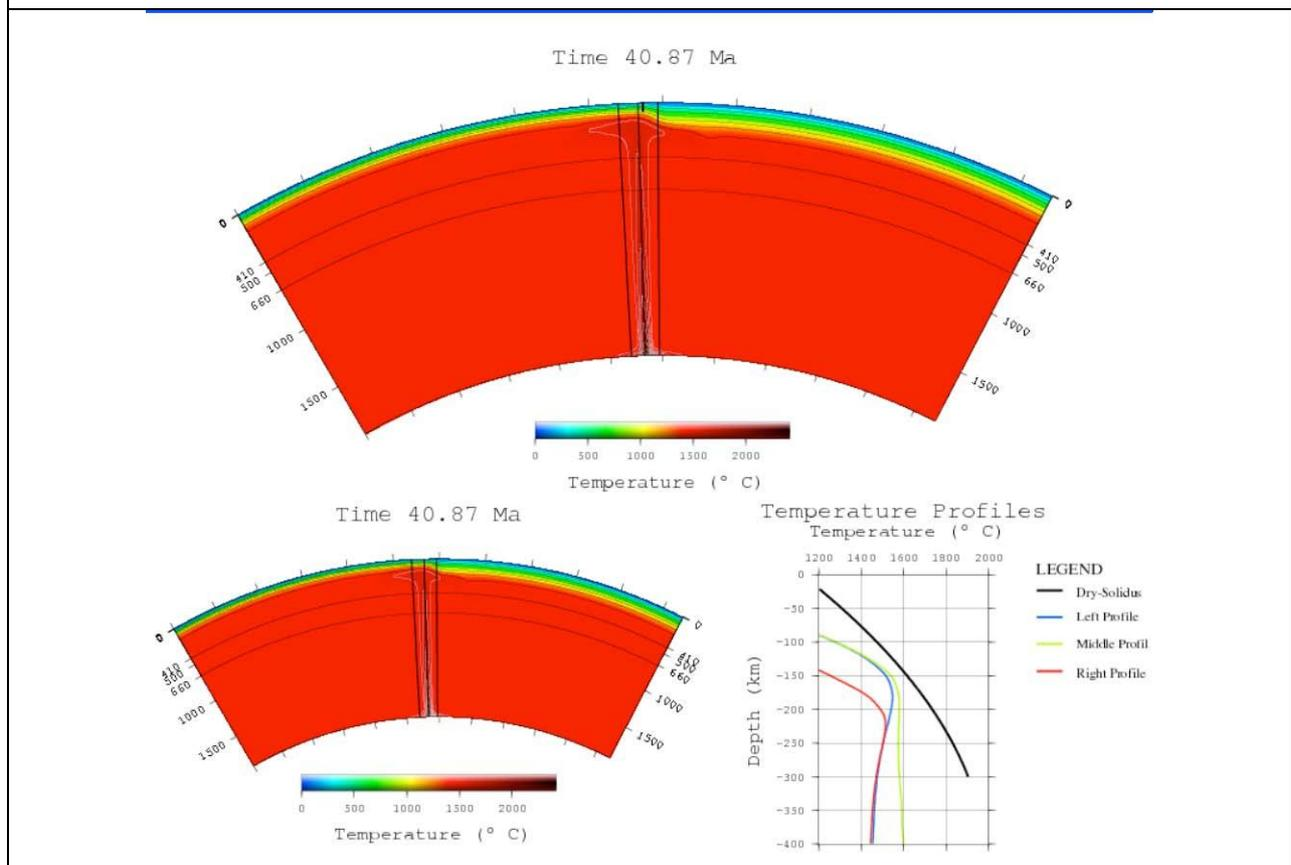 Time 40.87 Ma
0
0
410
500
660
1000
1500
410
500
660
1000
1500
0 500 1000 1500 2000
Temperature (° C)
Time 40.87 Ma
0
0
410
500
660
1000
1500
410
500
660
1000
1500
0 500 1000 1500 2000
Temperature (° C)
Temperature Profiles
Temperature (° C)
1200 1400 1600 1800 2000
0
-50
-100
-150
-200
-250
-300
-350
-400
Depth (km)
LEGEND
Dry-Solidus
Left Profile
Middle Profil
Right Profile